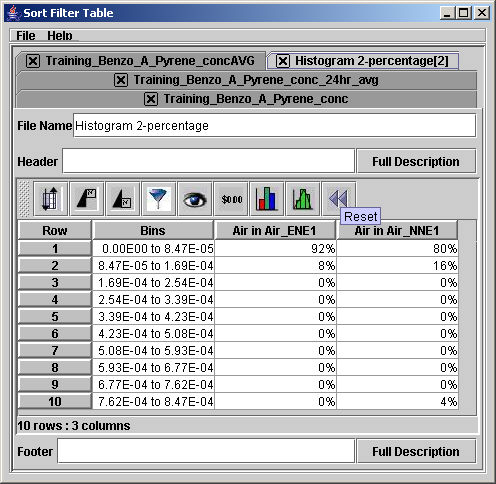 Sort Filter Table
File Help
Training_Benzo_A_Pyrene_concAVG Histogram 2-percentage[2]
Training_Benzo_A_Pyrene_conc_24hr_avg
Training_Benzo_A_Pyrene_conc
File Name Histogram 2-percentage
Header Full Description
$0.00
Reset
Row Bins Air in Air_ENE1 Air in Air_NNE1
1 0.00E00 to 8.47E-05 92% 80%
2 8.47E-05 to 1.69E-04 8% 16%
3 1.69E-04 to 2.54E-04 0% 0%
4 2.54E-04 to 3.39E-04 0% 0%
5 3.39E-04 to 4.23E-04 0% 0%
6 4.23E-04 to 5.08E-04 0% 0%
7 5.08E-04 to 5.93E-04 0% 0%
8 5.93E-04 to 6.77E-04 0% 0%
9 6.77E-04 to 7.62E-04 0% 0%
10 7.62E-04 to 8.47E-04 0% 4%
10 rows : 3 columns
Footer Full Description